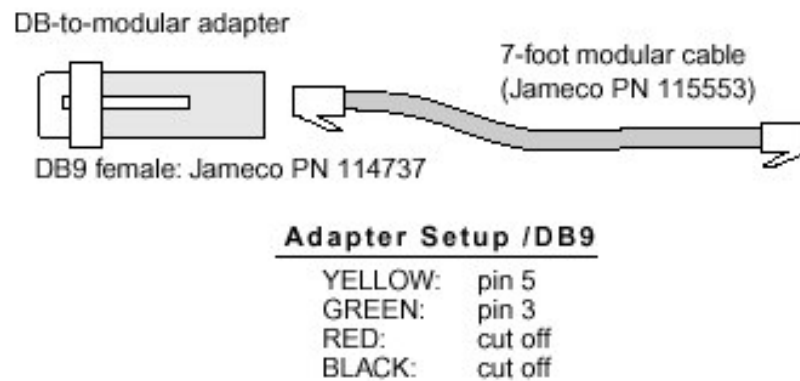 DB-to-modular adapter
7-foot modular cable
(Jameco PN 115553)
DB9 female: Jameco PN 114737
Adapter Setup /DB9
YELLOW: pin 5
GREEN: pin 3
RED: cut off
BLACK: cut off